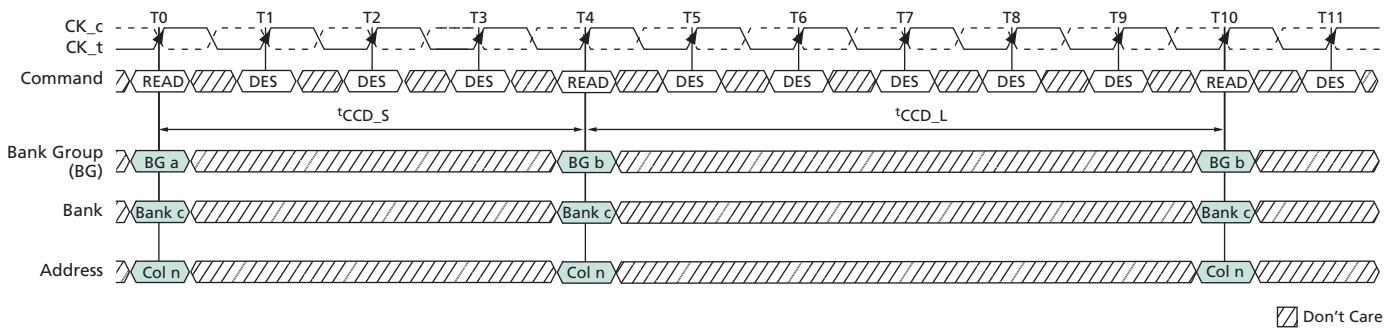 T0 T1 T2 T3 T4 T5 T6 T7 T8 T9 T10 T11
CK_c
CK_t
Command READ DES DES DES READ DES DES DES DES DES READ DES
tCCD_S tCCD_L
Bank Group
(BG)
BG a BG b BG b
Bank Bank c Bank c Bank c
Address Col n Col n Col n
Don't Care